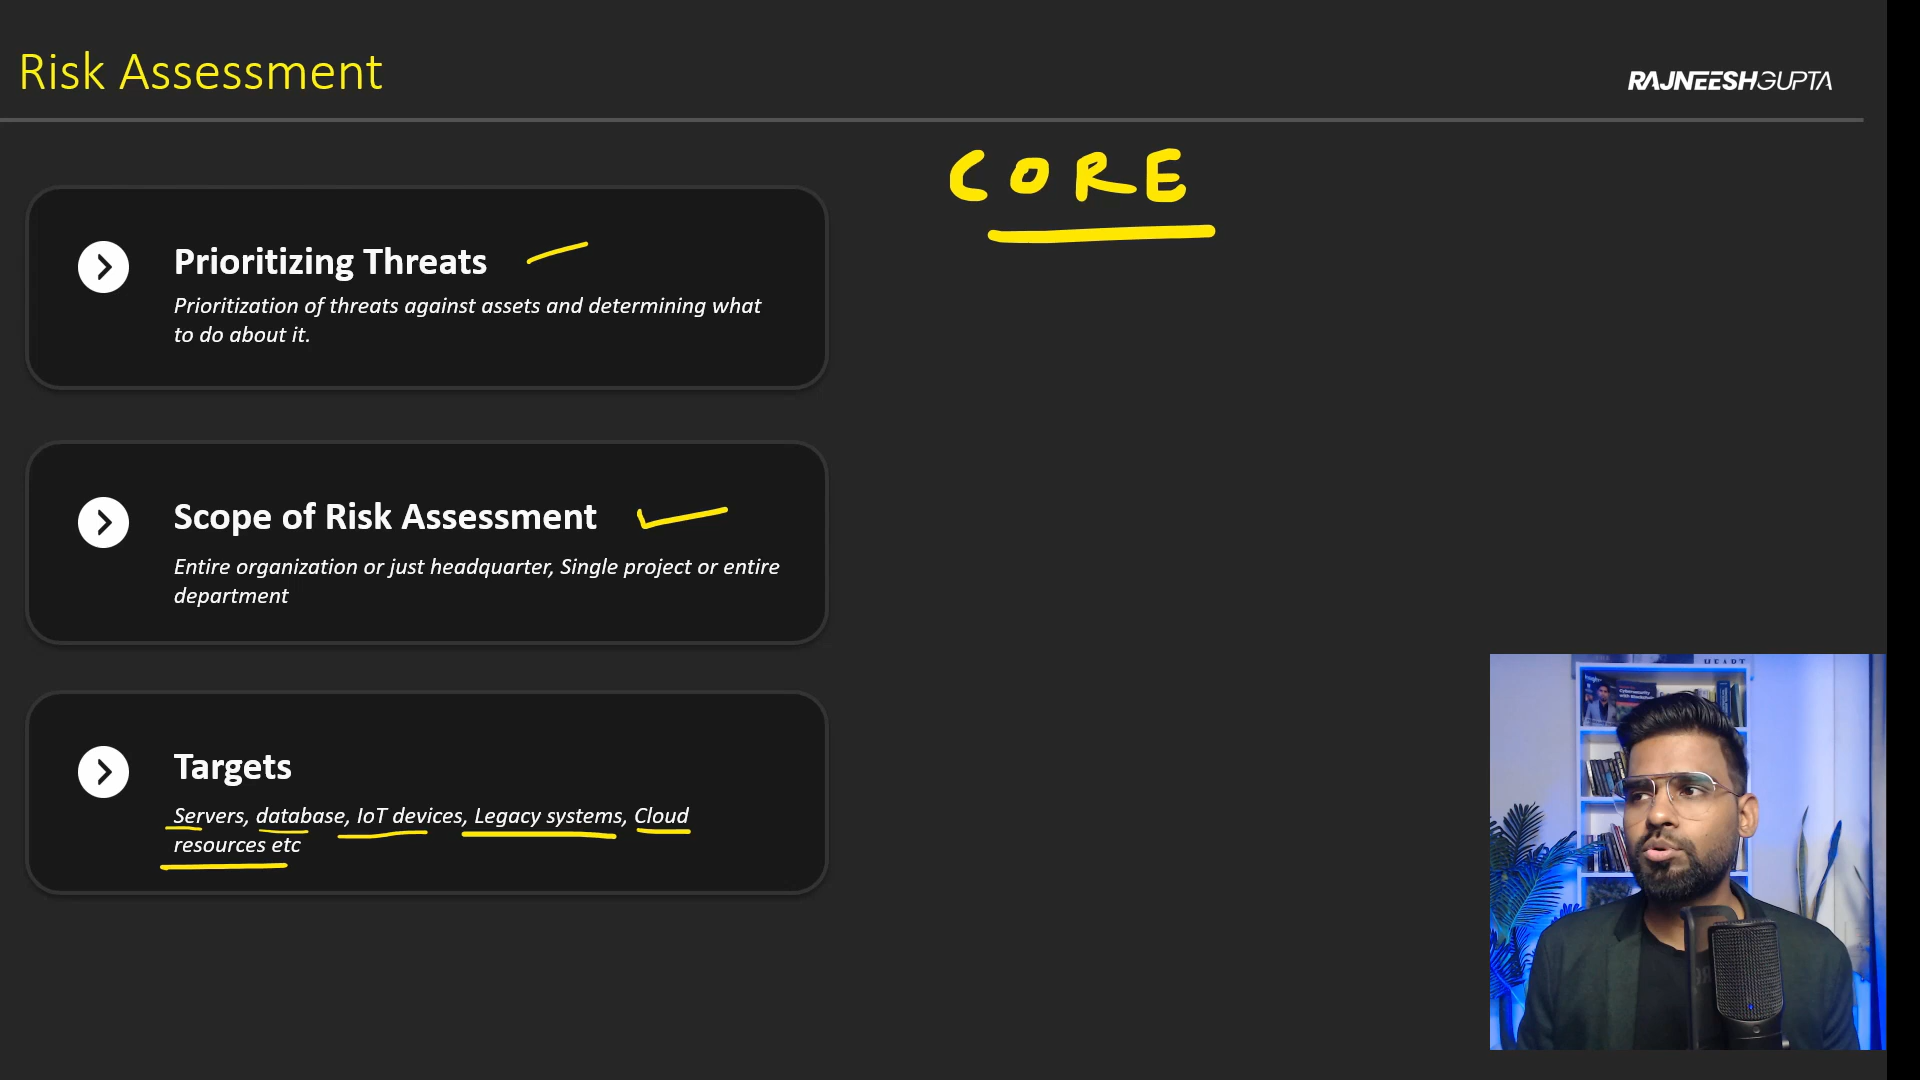 Risk Assessment
RAJNEESHGUPTA
CORE
Prioritizing Threats
Prioritization of threats against assets and determining what
to do about it.
Scope of Risk Assessment
Entire organization or just headquarter, Single project or entire
department
Targets
Servers, database, IoT devices, Legacy systems, Cloud
resources etc
HEART